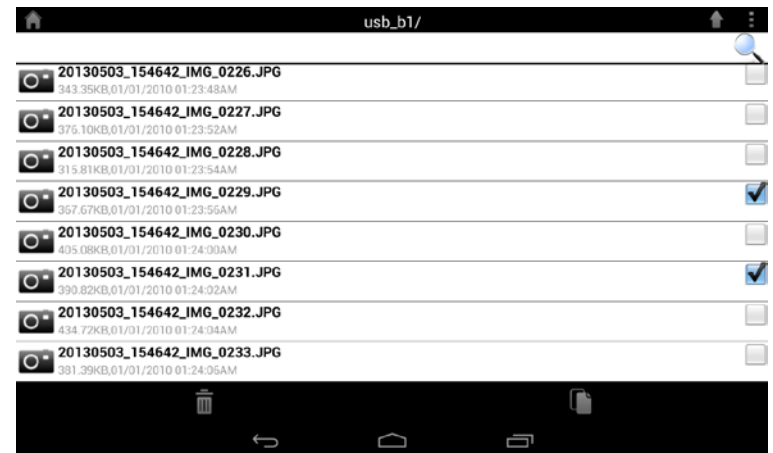 usb_b1/
20130503_154642_IMG_0226.JPG
343.35KB,01/01/2010 01:23:48AM
20130503_154642_IMG_0227.JPG
376.10KB,01/01/2010 01:23:52AM
20130503_154642_IMG_0228.JPG
315.81KB,01/01/2010 01:23:54AM
20130503_154642_IMG_0229.JPG
367.67KB,01/01/2010 01:23:56AM
20130503_154642_IMG_0230.JPG
405.08KB,01/01/2010 01:24:00AM
20130503_154642_IMG_0231.JPG
390.82KB,01/01/2010 01:24:02AM
20130503_154642_IMG_0232.JPG
434.72KB,01/01/2010 01:24:04AM
20130503_154642_IMG_0233.JPG
381.39KB,01/01/2010 01:24:06AM